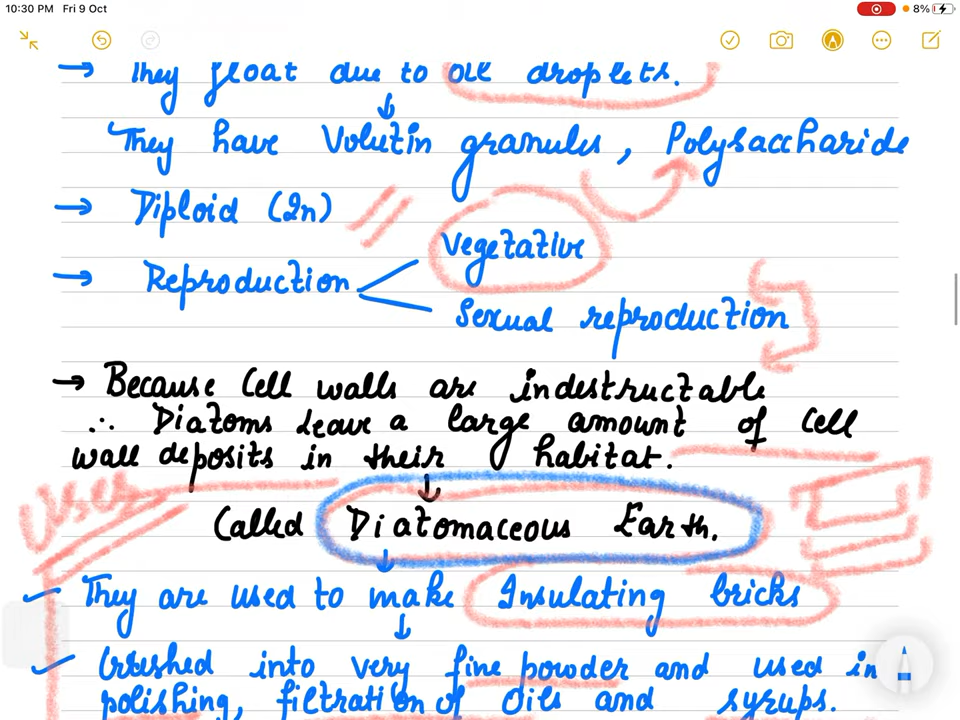 10:30 PM Fri 9 Oct 8%
→ They float due to oil droplets.
They have Volutin granules, Polysaccharide
→ Diploid (2n)
Vegetative
→ Reproduction
Sexual reproduction
→ Because Cell walls are indestructable
∴ Diatoms leave a large amount of Cell
wall deposits in their habitat.
Uses
Called Diatomaceous Earth.
✓ They are used to make Insulating bricks
✓ Crushed into very fine powder and used in
polishing, filtration of oils and syrups.